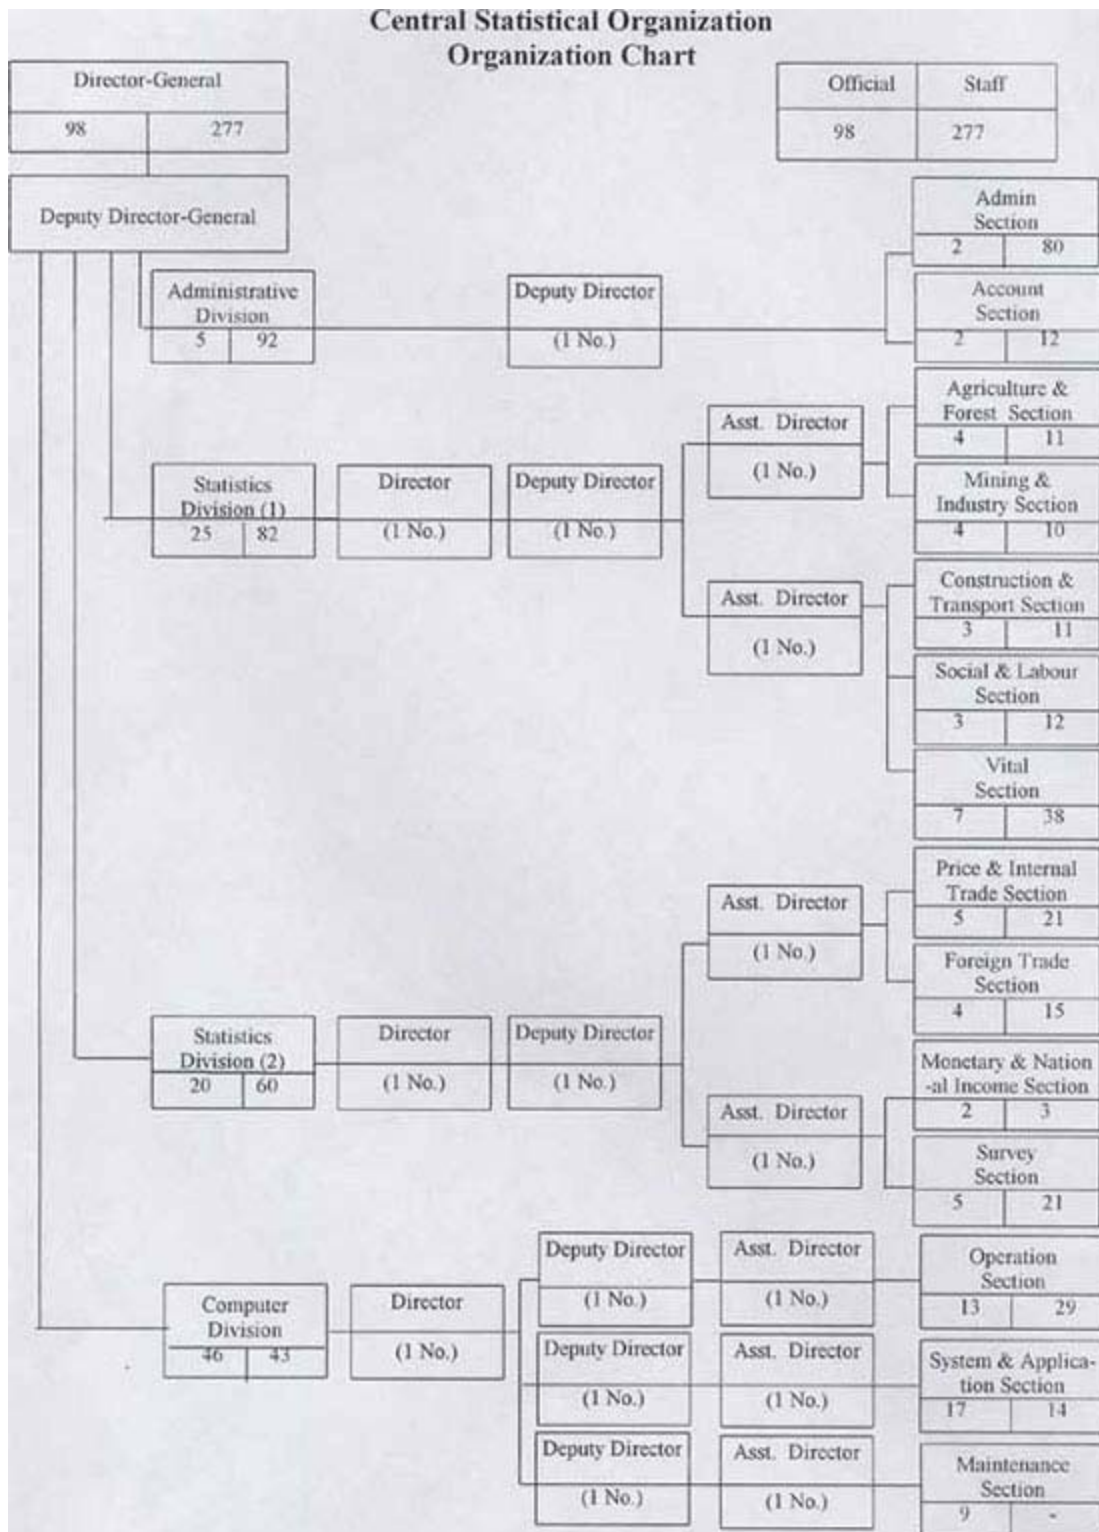 Central Statistical Organization
Organization Chart
Director-General
98 277
Official Staff
98 277
Deputy Director-General
Admin
Section
2 80
Administrative
Division
5 92
Deputy Director
(1 No.)
Account
Section
2 12
Statistics
Division (1)
25 82
Director
(1 No.)
Deputy Director
(1 No.)
Asst. Director
(1 No.)
Agriculture &
Forest Section
4 11
Mining &
Industry Section
4 10
Asst. Director
(1 No.)
Construction &
Transport Section
3 11
Social & Labour
Section
3 12
Vital
Section
7 38
Statistics
Division (2)
20 60
Director
(1 No.)
Deputy Director
(1 No.)
Asst. Director
(1 No.)
Price & Internal
Trade Section
5 21
Foreign Trade
Section
4 15
Asst. Director
(1 No.)
Monetary & Nation
-al Income Section
2 3
Survey
Section
5 21
Computer
Division
46 43
Director
(1 No.)
Deputy Director
(1 No.)
Asst. Director
(1 No.)
Operation
Section
13 29
Deputy Director
(1 No.)
Asst. Director
(1 No.)
System & Applica-
tion Section
17 14
Deputy Director
(1 No.)
Asst. Director
(1 No.)
Maintenance
Section
9 -